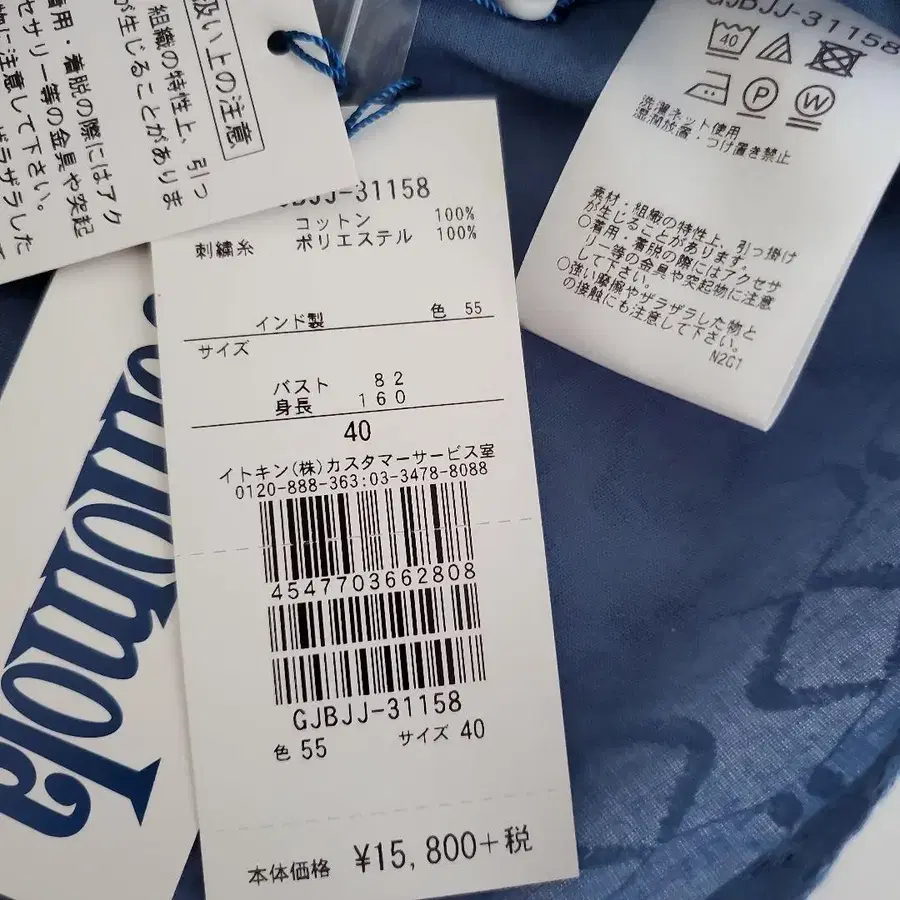 扱い上の注意
組織の特性上、引っ
が生じることがありま
着用・着脱の際にはアク
セサリー等の金具や突起
物に注意して下さい。
ザラザラした
GJBJJ-31158
コットン 100%
刺繍糸 ポリエステル 100%
インド製 色 55
サイズ
バスト 82
身長 160
40
イトキン(株)カスタマーサービス室
0120-888-363:03-3478-8088
4547703662808
GJBJJ-31158
色 55 サイズ 40
本体価格 ¥15,800+税
GJBJJ-31158
40
P
W
洗濯ネット使用
湿潤放置・つけ置き禁止
素材・組織の特性上、引っ掛け
が生じることがあります。
○着用・着脱の際にはアクセサ
リー等の金具や突起物に注意
して下さい。
○強い摩擦やザラザラした物と
の接触にも注意して下さい。
N2G1